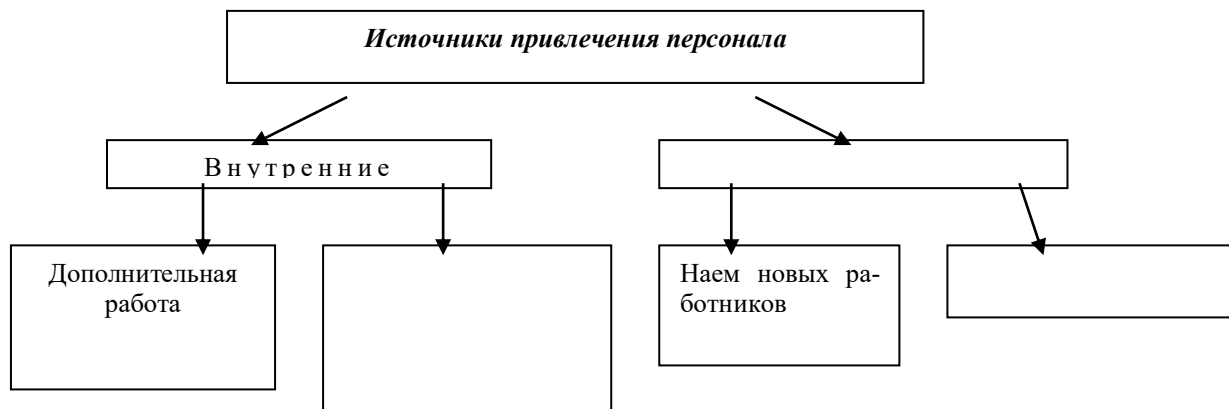 Источники привлечения персонала
Внутренние
Дополнительная
работа
Наем новых ра-
ботников